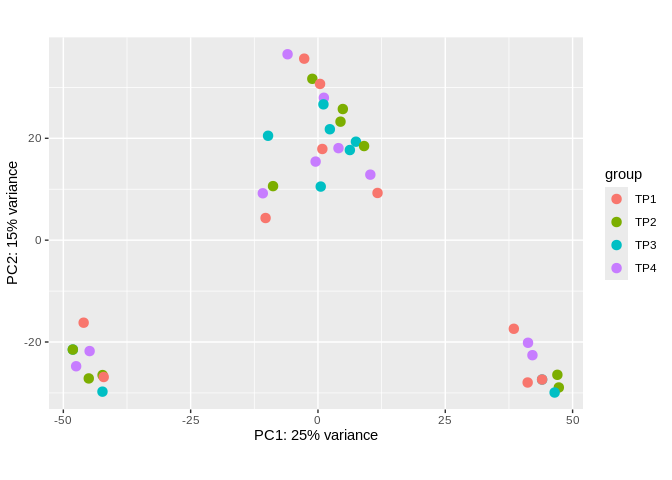 PC2: 15% variance
20
0
-20
-50
-25
0
25
50
PC1: 25% variance
group
TP1
TP2
TP3
TP4